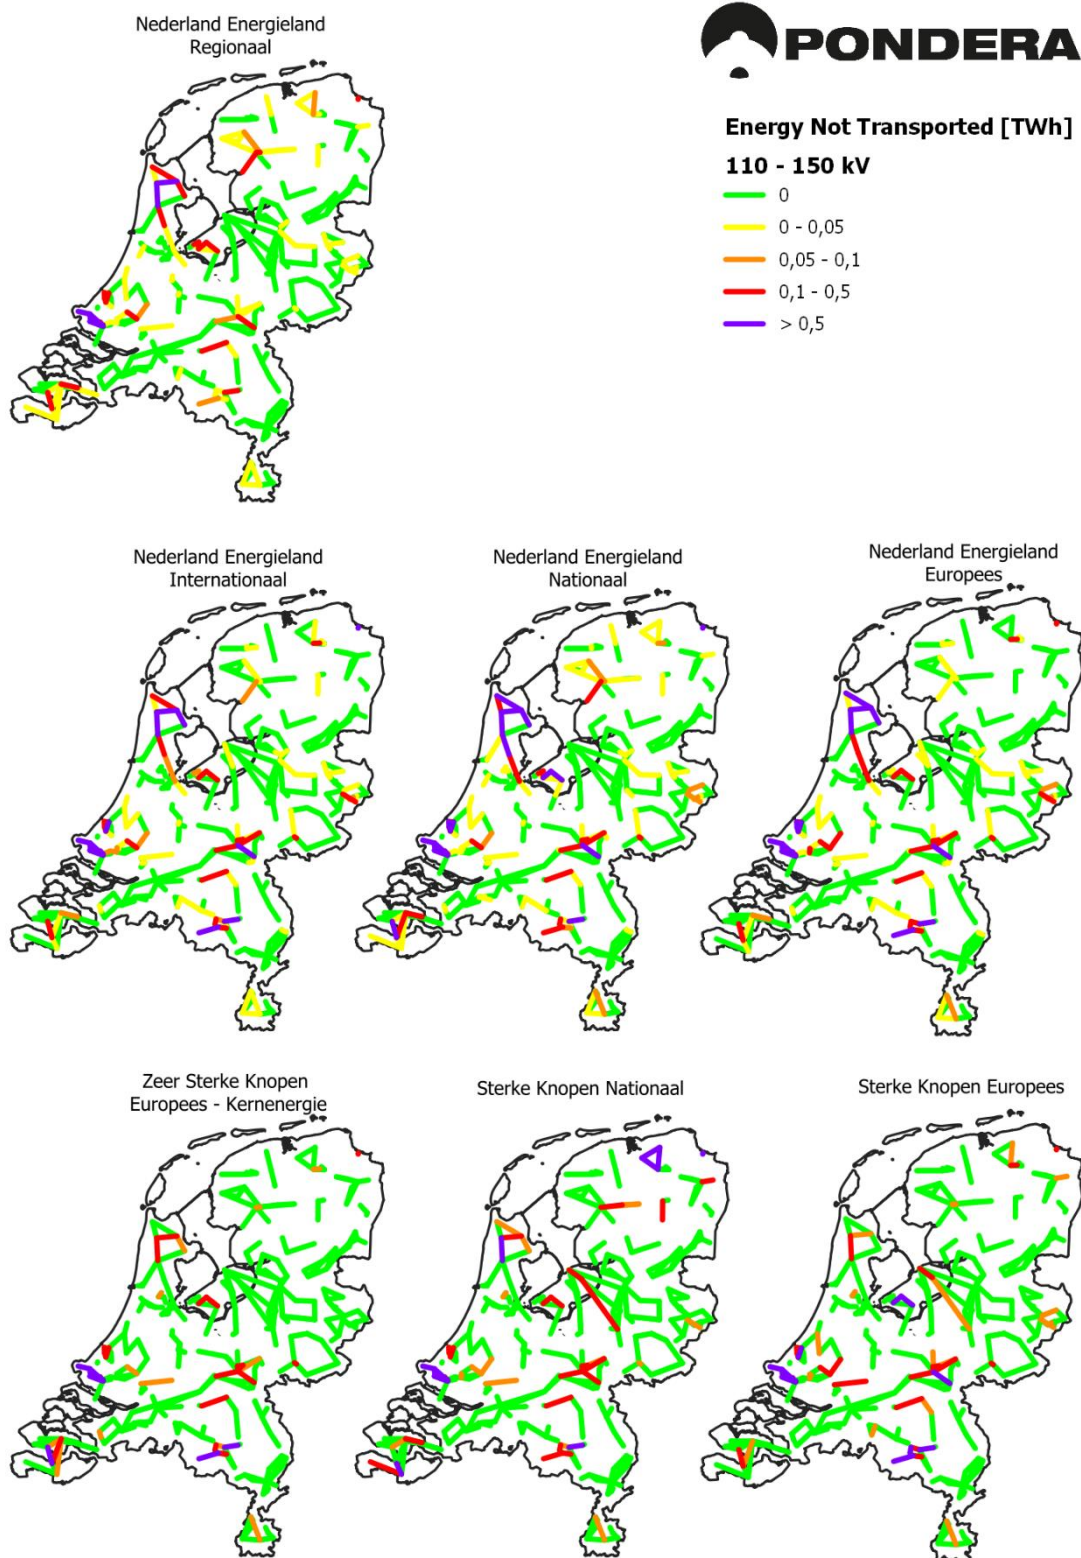 Nederland Energieland
Regionaal
PONDERA
Energy Not Transported [TWh]
110 - 150 kV
0
0 - 0,05
0,05 - 0,1
0,1 - 0,5
> 0,5
Nederland Energieland
Internationaal
Nederland Energieland
Nationaal
Nederland Energieland
Europees
Zeer Sterke Knopen
Europees - Kernenergie
Sterke Knopen Nationaal
Sterke Knopen Europees